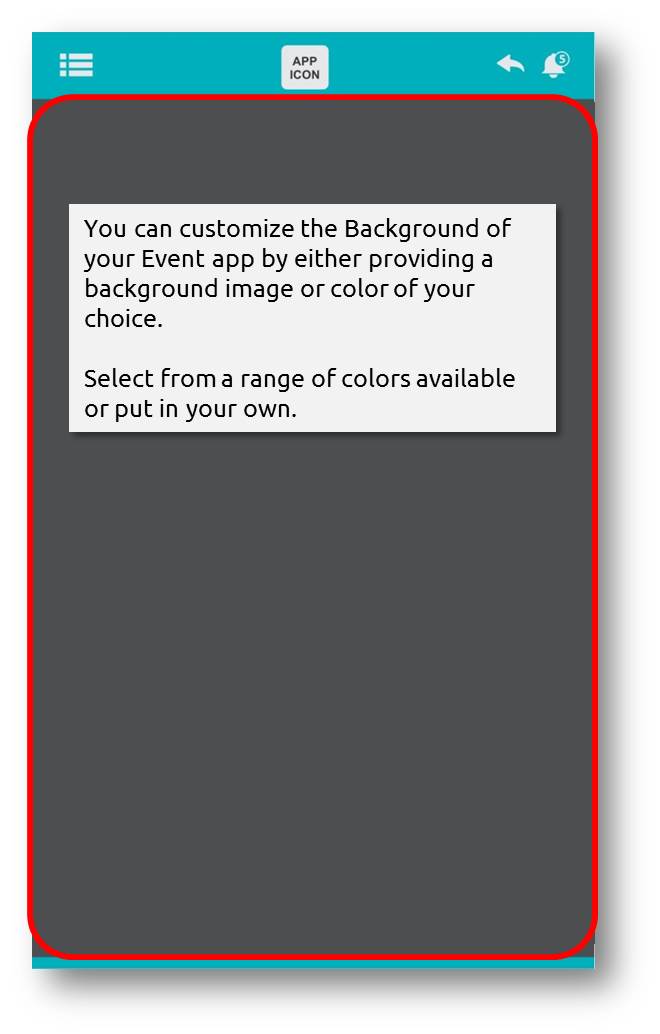 APP
ICON
5
You can customize the Background of
your Event app by either providing a
background image or color of your
choice.
Select from a range of colors available
or put in your own.